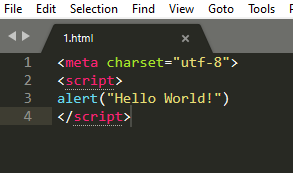 File Edit Selection Find View Goto Tools
1.html ×
1 <meta charset="utf-8">
2 <script>
3 alert("Hello World!")
4 </script>